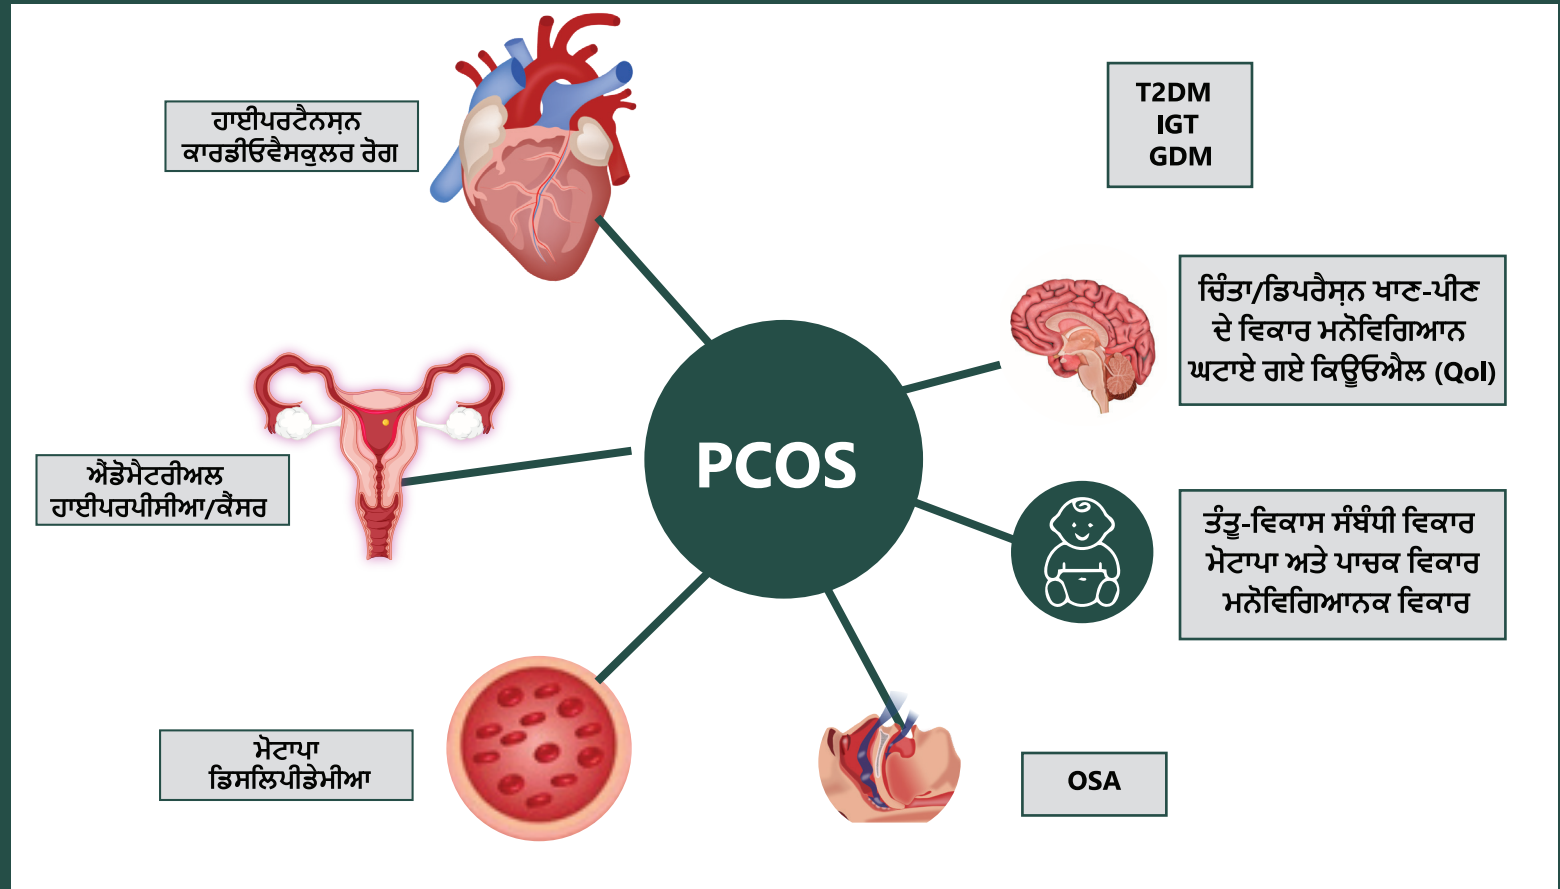 ਹਾਈਪਰਟੈਨਸ਼ਨ
ਕਾਰਡੀਓਵੈਸਕੁਲਰ ਰੋਗ
T2DM
IGT
GDM
ਚਿੰਤਾ/ਡਿਪਰੈਸ਼ਨ ਖਾਣ-ਪੀਣ
ਦੇ ਵਿਕਾਰ ਮਨੋਵਿਗਿਆਨ
ਘਟਾਏ ਗਏ ਕਿਊਓਐਲ (Qol)
PCOS
ਐਂਡੋਮੈਟਰੀਅਲ
ਹਾਈਪਰਪੀਸੀਆ/ਕੈਂਸਰ
ਤੰਤੂ-ਵਿਕਾਸ ਸੰਬੰਧੀ ਵਿਕਾਰ
ਮੋਟਾਪਾ ਅਤੇ ਪਾਚਕ ਵਿਕਾਰ
ਮਨੋਵਿਗਿਆਨਕ ਵਿਕਾਰ
ਮੋਟਾਪਾ
ਡਿਸਲਿਪੀਡੇਮੀਆ
OSA